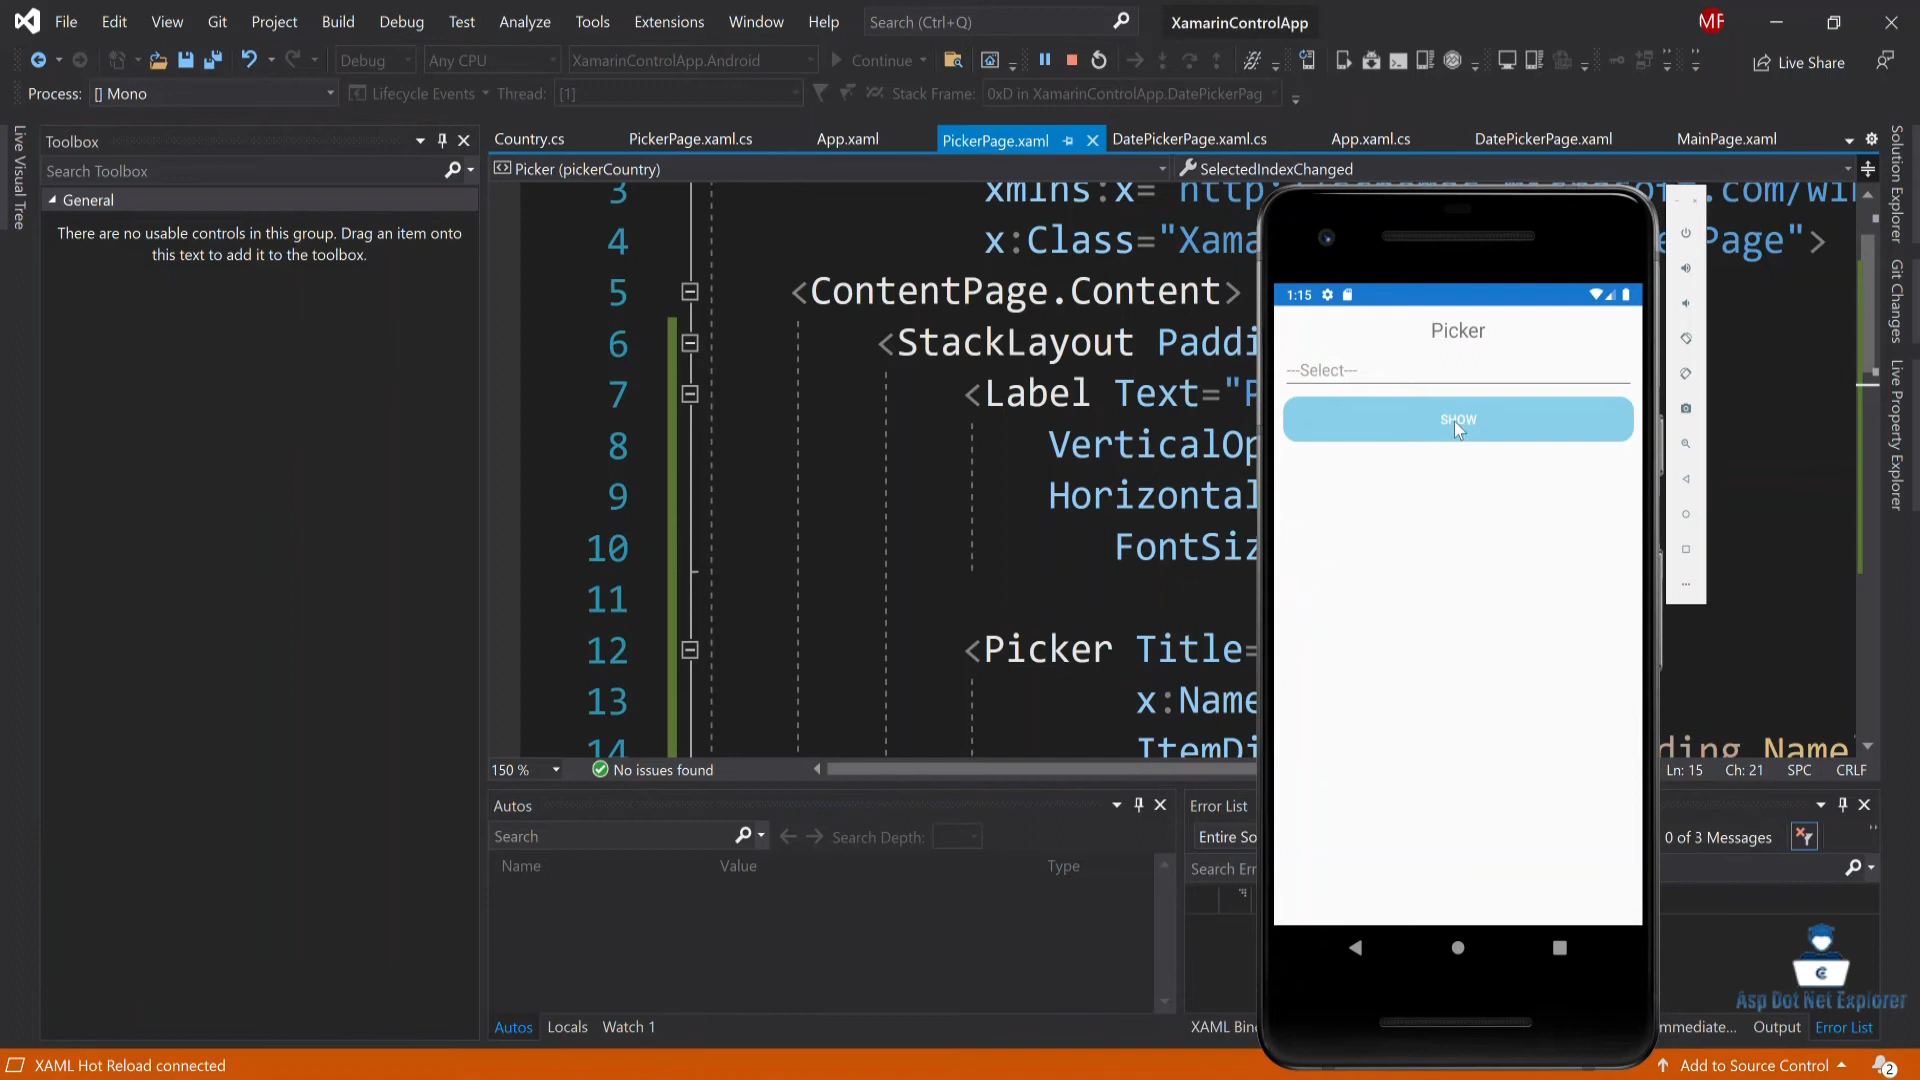 File Edit View Git Project Build Debug Test Analyze Tools Extensions Window Help Search (Ctrl+Q) XamarinControlApp MF
Debug Any CPU XamarinControlApp.Android Continue Live Share
Process: [] Mono Lifecycle Events Thread: [1] Stack Frame: 0xD in XamarinControlApp.DatePickerPag
Live Visual Tree
Toolbox
Search Toolbox
General
There are no usable controls in this group. Drag an item onto
this text to add it to the toolbox.
Country.cs PickerPage.xaml.cs App.xaml PickerPage.xaml DatePickerPage.xaml.cs App.xaml.cs DatePickerPage.xaml MainPage.xaml
Picker (pickerCountry) SelectedIndexChanged
3 xmlns:x="http:
4 x:Class="Xama Page">
5 <ContentPage.Content>
6 <StackLayout Paddi
7 <Label Text="P
8 VerticalOp
9 Horizontal
10 FontSiz
11
12 <Picker Title=
13 x:Name
14 ItemDi ding Name
1:15
Picker
---Select---
SHOW
150 % No issues found Ln: 15 Ch: 21 SPC CRLF
Solution Explorer
Git Changes
Live Property Explorer
Autos
Search Search Depth:
Name Value Type
Autos Locals Watch 1
Error List
Entire So 0 of 3 Messages
Search Err
XAML Bin mmediate... Output Error List
Asp Dot Net Explorer
XAML Hot Reload connected Add to Source Control 2